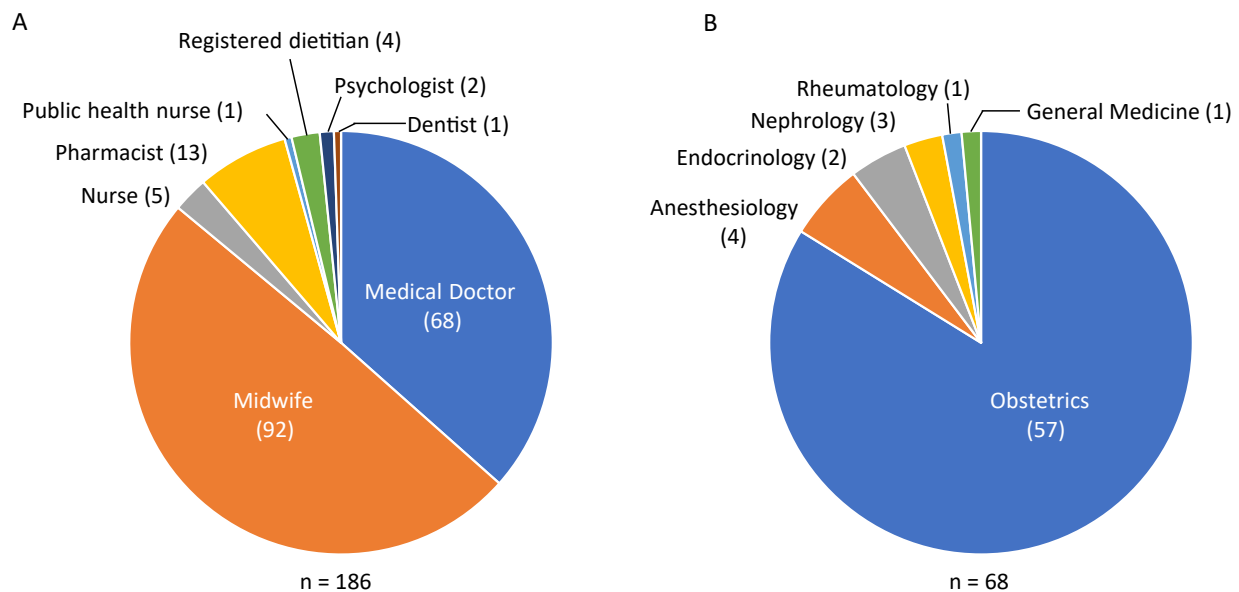 A
Registered dietitian (4)
Psychologist (2)
Public health nurse (1)
Dentist (1)
Pharmacist (13)
Nurse (5)
Medical Doctor
(68)
Midwife
(92)
n = 186
B
Rheumatology (1)
General Medicine (1)
Nephrology (3)
Endocrinology (2)
Anesthesiology
(4)
Obstetrics
(57)
n = 68